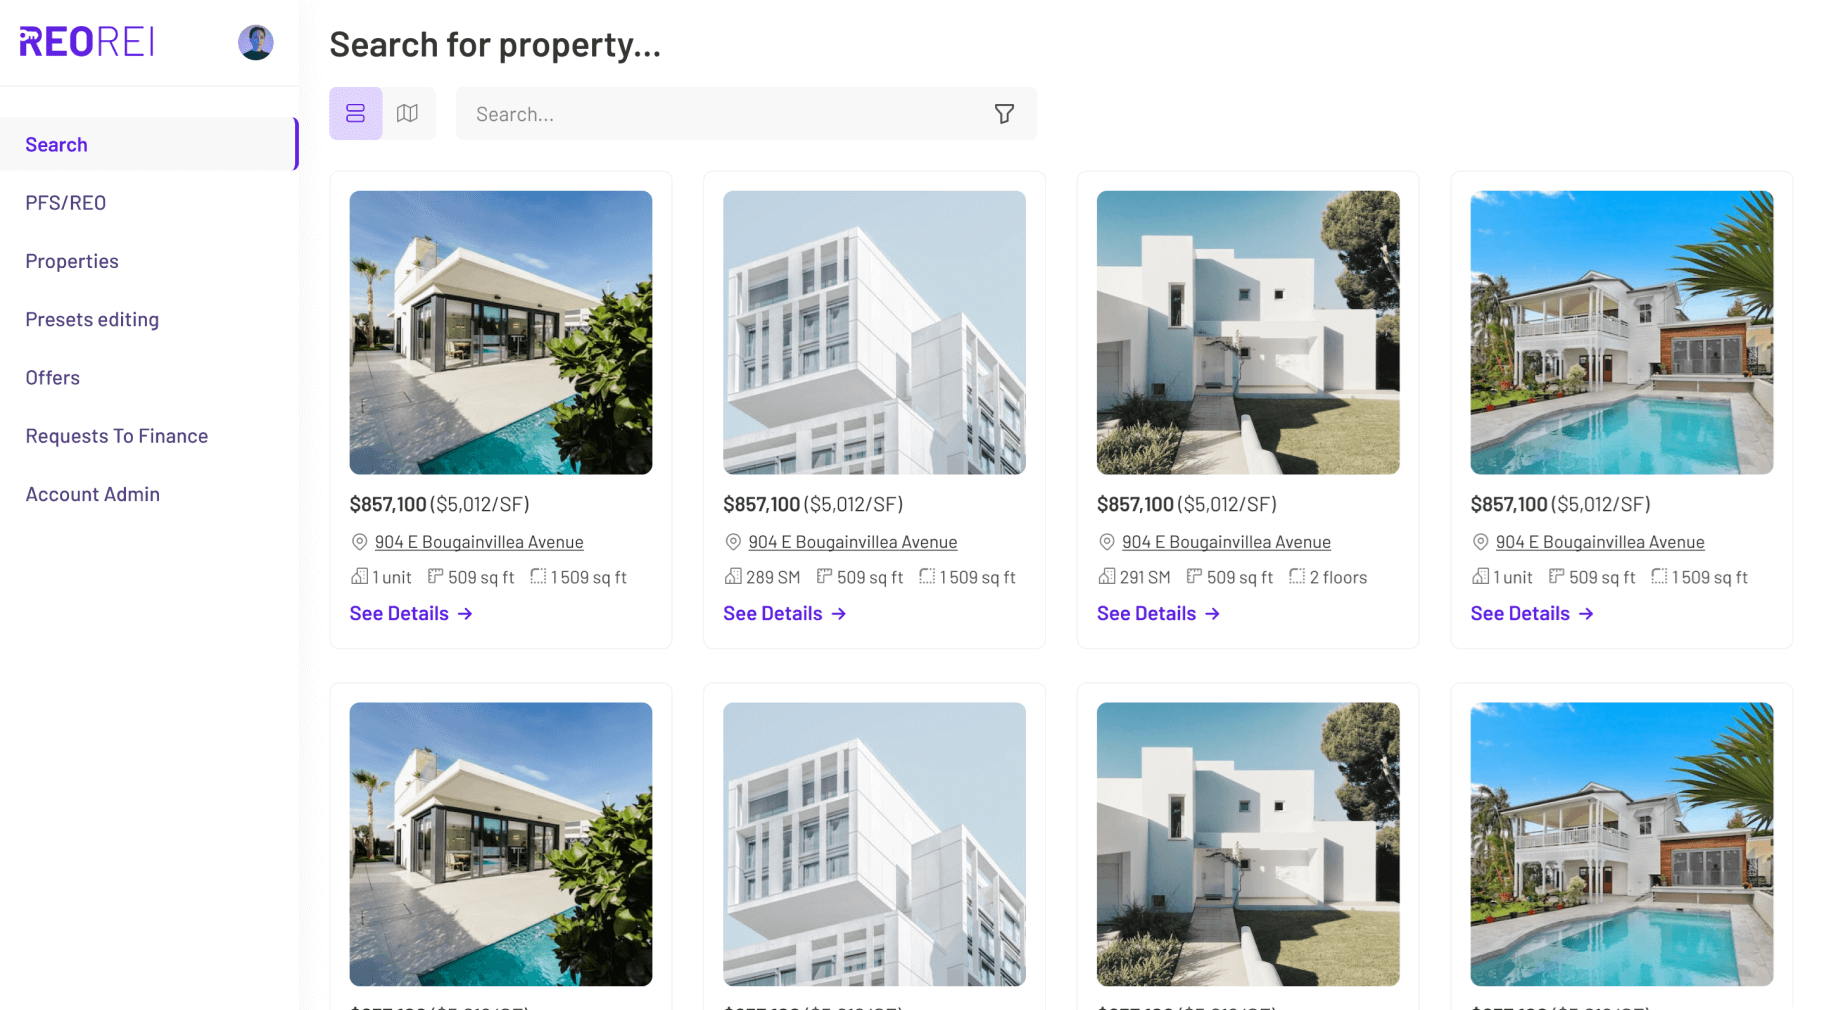 REOREI
Search
PFS/REO
Properties
Presets editing
Offers
Requests To Finance
Account Admin
Search for property...
Search...
$857,100 ($5,012/SF)
904 E Bougainvillea Avenue
1 unit 509 sq ft 1 509 sq ft
See Details →
$857,100 ($5,012/SF)
904 E Bougainvillea Avenue
289 SM 509 sq ft 1 509 sq ft
See Details →
$857,100 ($5,012/SF)
904 E Bougainvillea Avenue
291 SM 509 sq ft 2 floors
See Details →
$857,100 ($5,012/SF)
904 E Bougainvillea Avenue
1 unit 509 sq ft 1 509 sq ft
See Details →